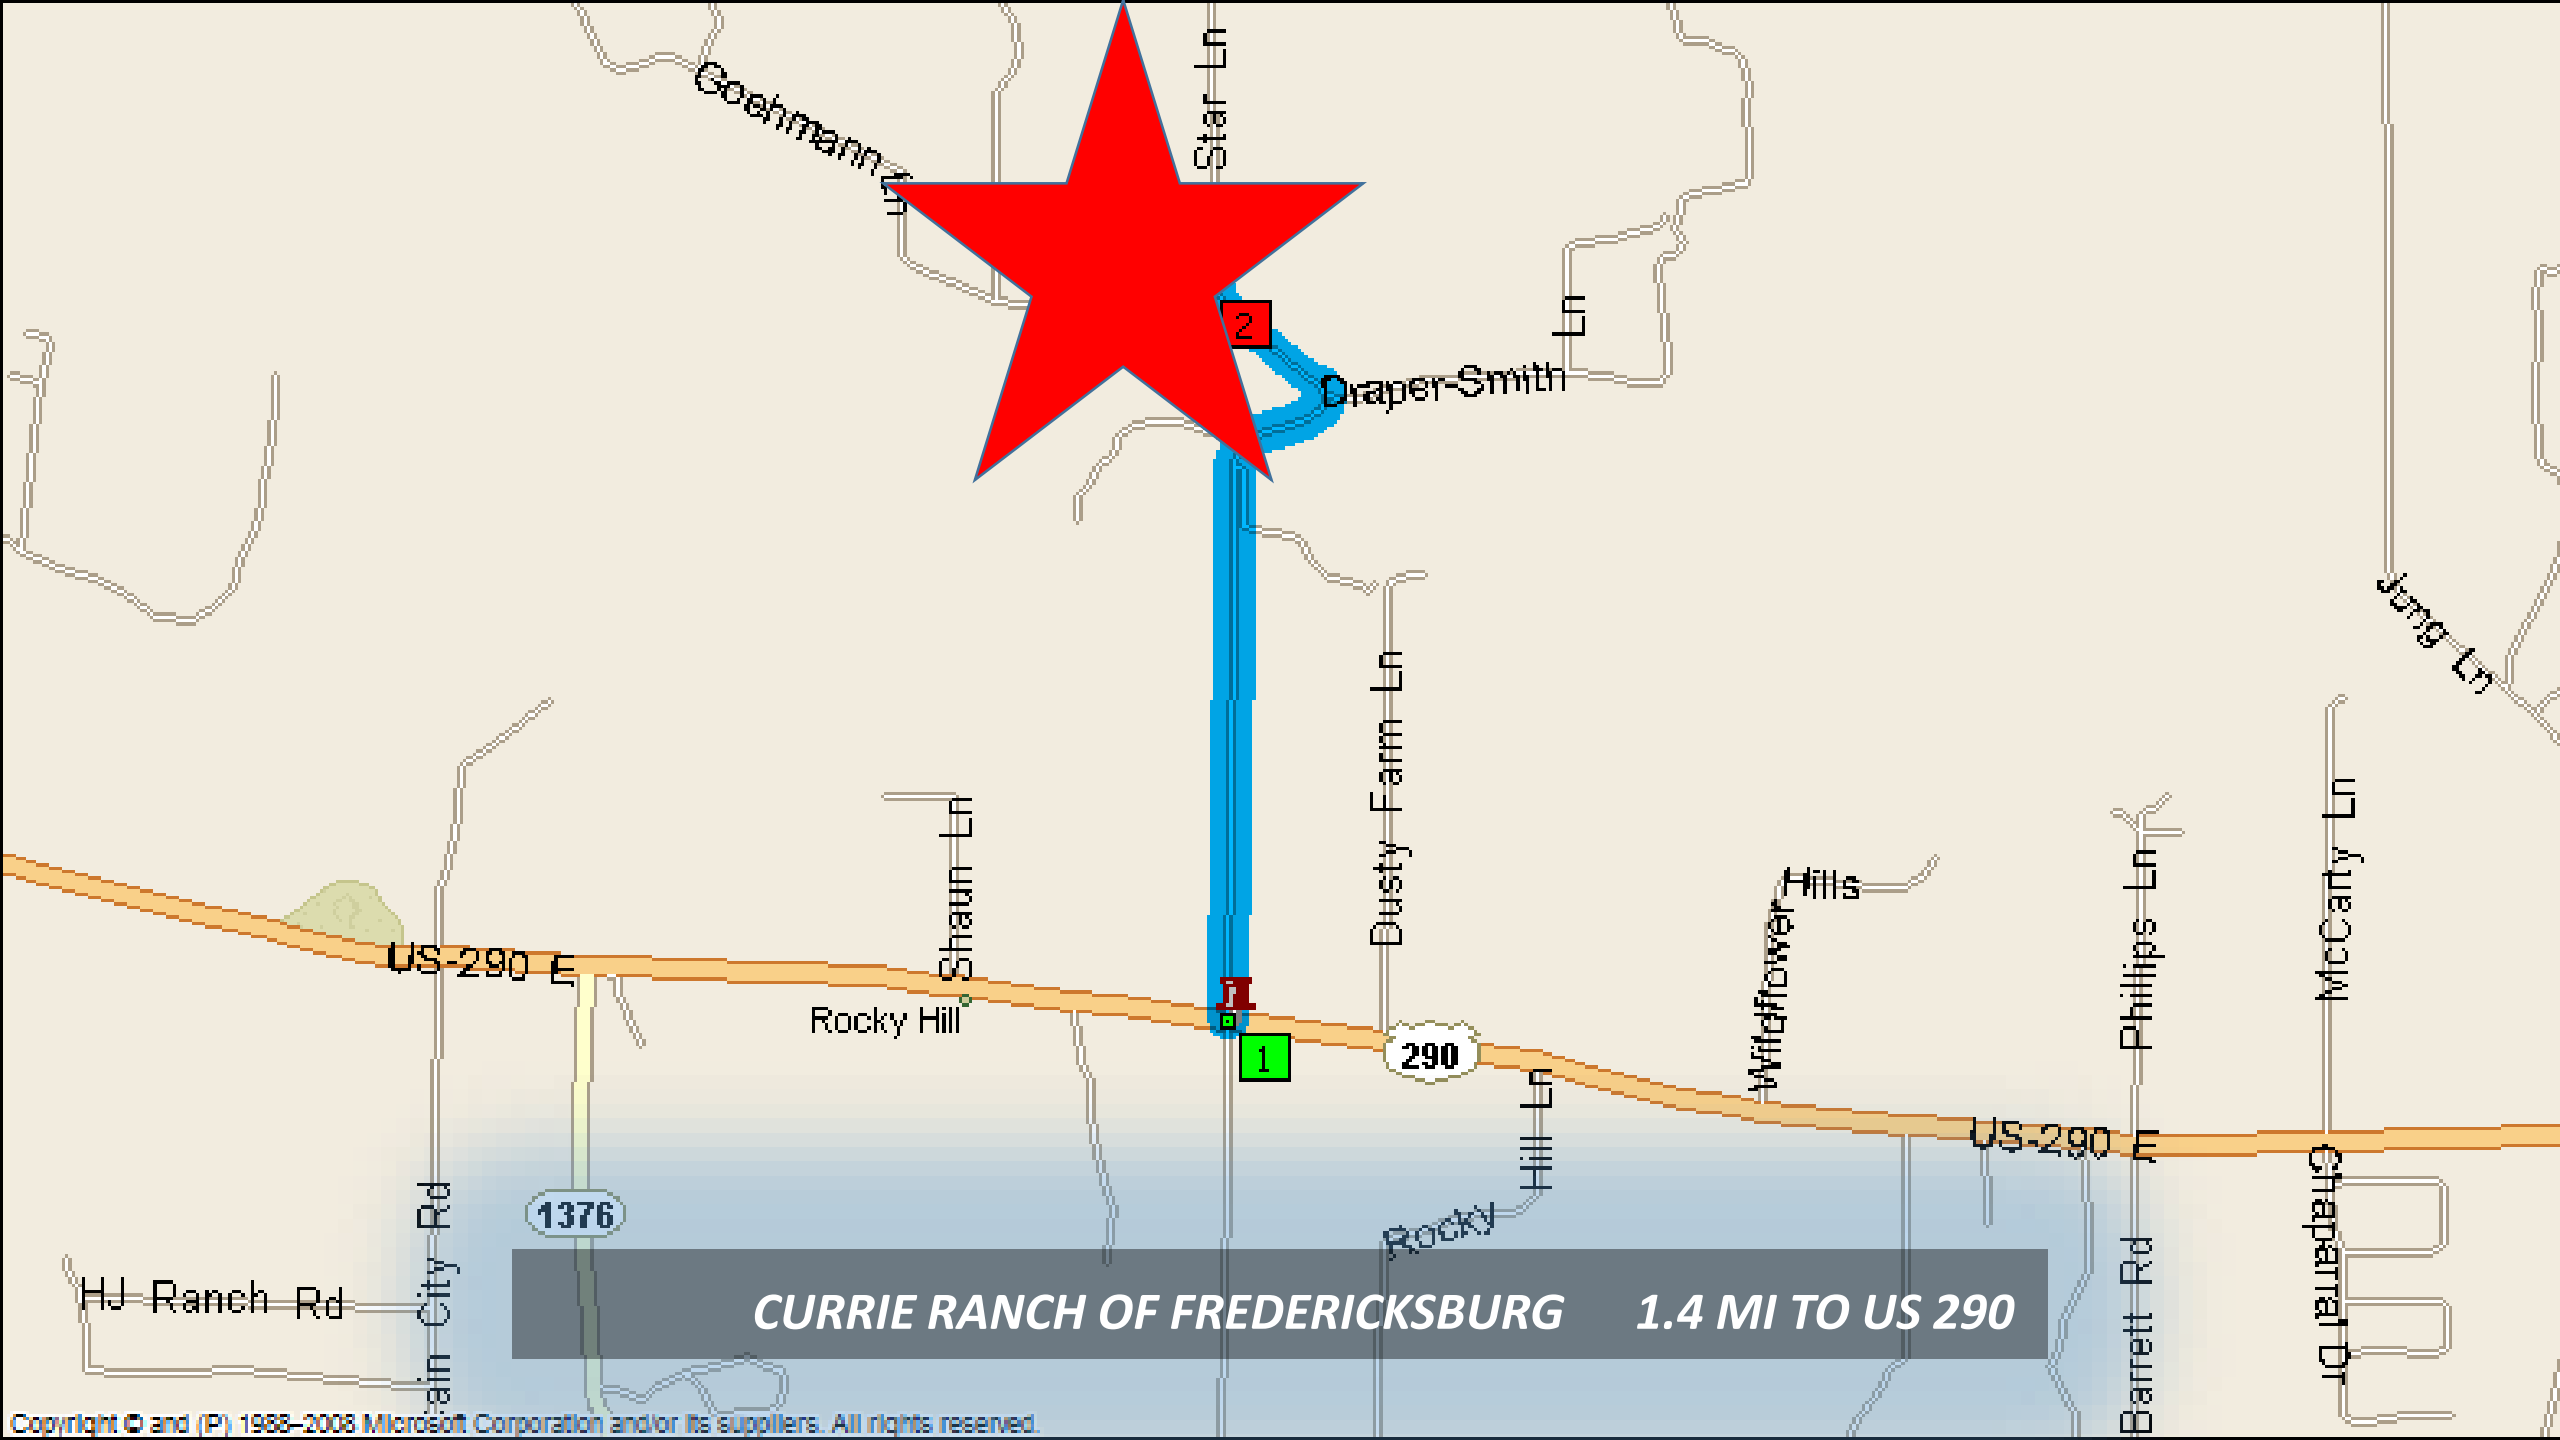 Star Ln
Goehmann Ln
2
Ln
Draper-Smith
Jung Ln
Dusty Farm Ln
Shaun Ln
McCarty Ln
Phillips Ln
Wildflower Hills
US-290 E
Rocky Hill
1
290
Rocky Hill Ln
US-290 E
1376
ain City Rd
HJ Ranch Rd
Barrett Rd
Chaparral Dr
CURRIE RANCH OF FREDERICKSBURG 1.4 MI TO US 290
Copyright © and (P) 1988–2008 Microsoft Corporation and/or its suppliers. All rights reserved.